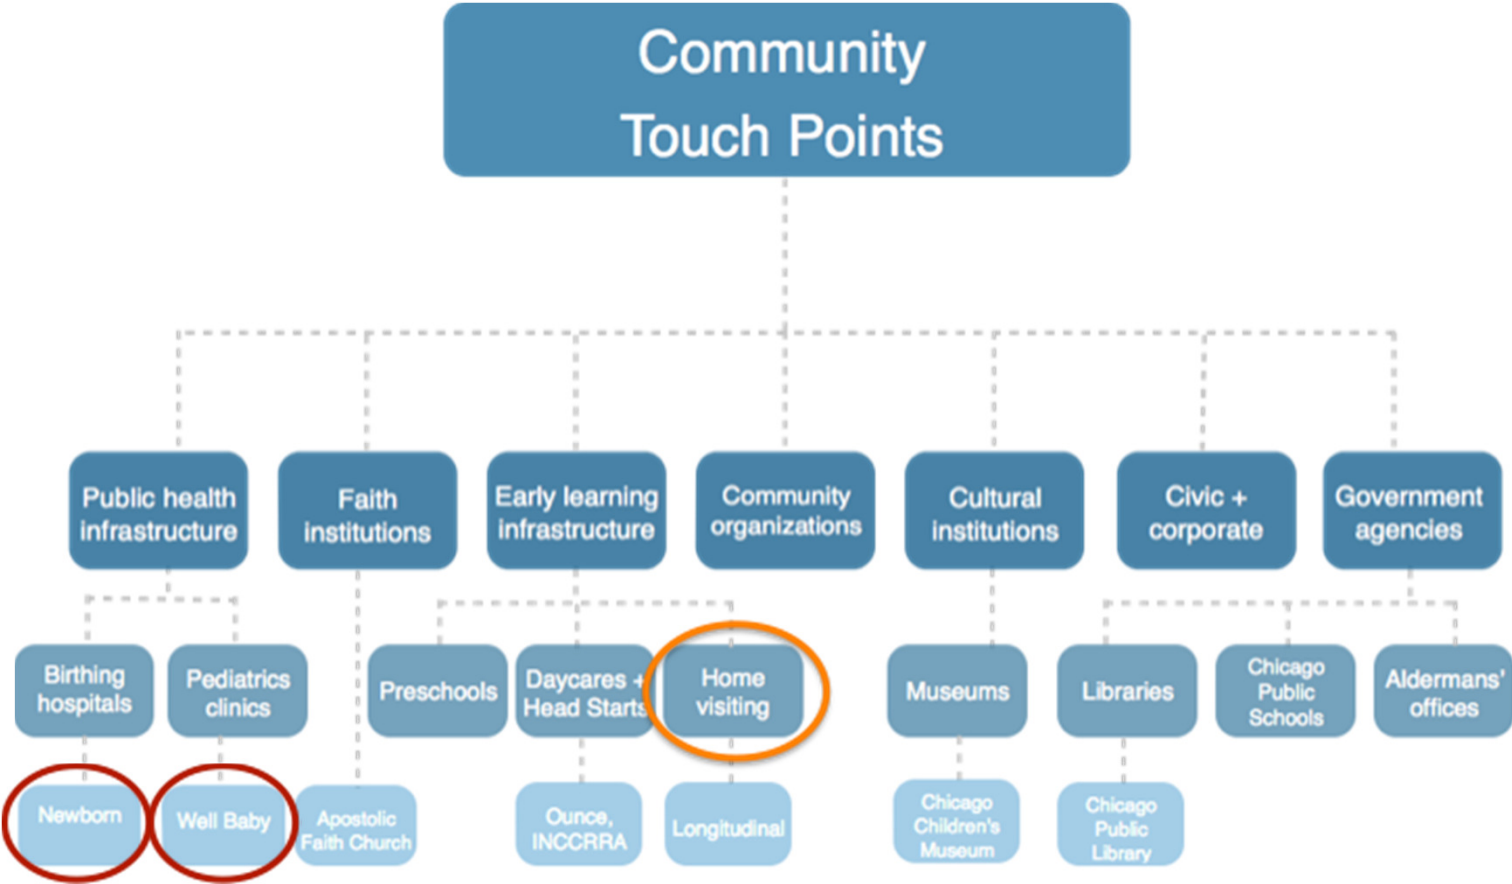 Community
Touch Points
Public health
infrastructure
Faith
institutions
Early learning
infrastructure
Community
organizations
Cultural
institutions
Civic +
corporate
Government
agencies
Birthing
hospitals
Pediatrics
clinics
Preschools
Daycares +
Head Starts
Home
visiting
Museums
Libraries
Chicago
Public
Schools
Aldermans'
offices
Newborn
Well Baby
Apostolic
Faith Church
Ounce,
INCCRRA
Longitudinal
Chicago
Children's
Museum
Chicago
Public
Library